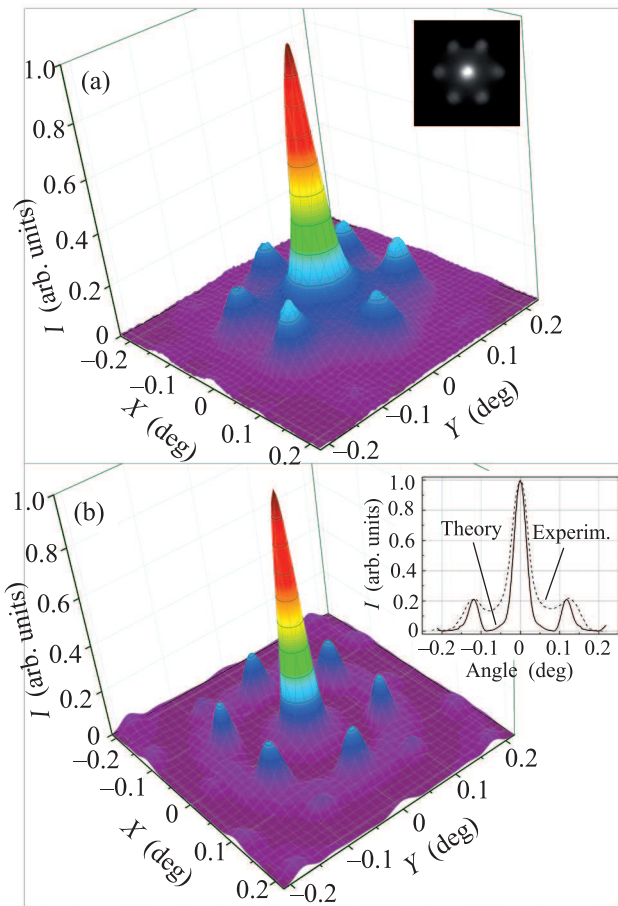 (a)
1.0
0.8
0.6
0.4
0.2
0
I (arb. units)
–0.2
–0.1
0
0.1
0.2
X (deg)
–0.2
–0.1
0
0.1
0.2
Y (deg)
(b)
1.0
0.8
0.6
0.4
0.2
0
I (arb. units)
–0.2
–0.1
0
0.1
0.2
X (deg)
–0.2
–0.1
0
0.1
0.2
Y (deg)
1.0
0.8
0.6
0.4
0.2
0
I (arb. units)
Theory
Experim.
–0.2 –0.1 0 0.1 0.2
Angle (deg)